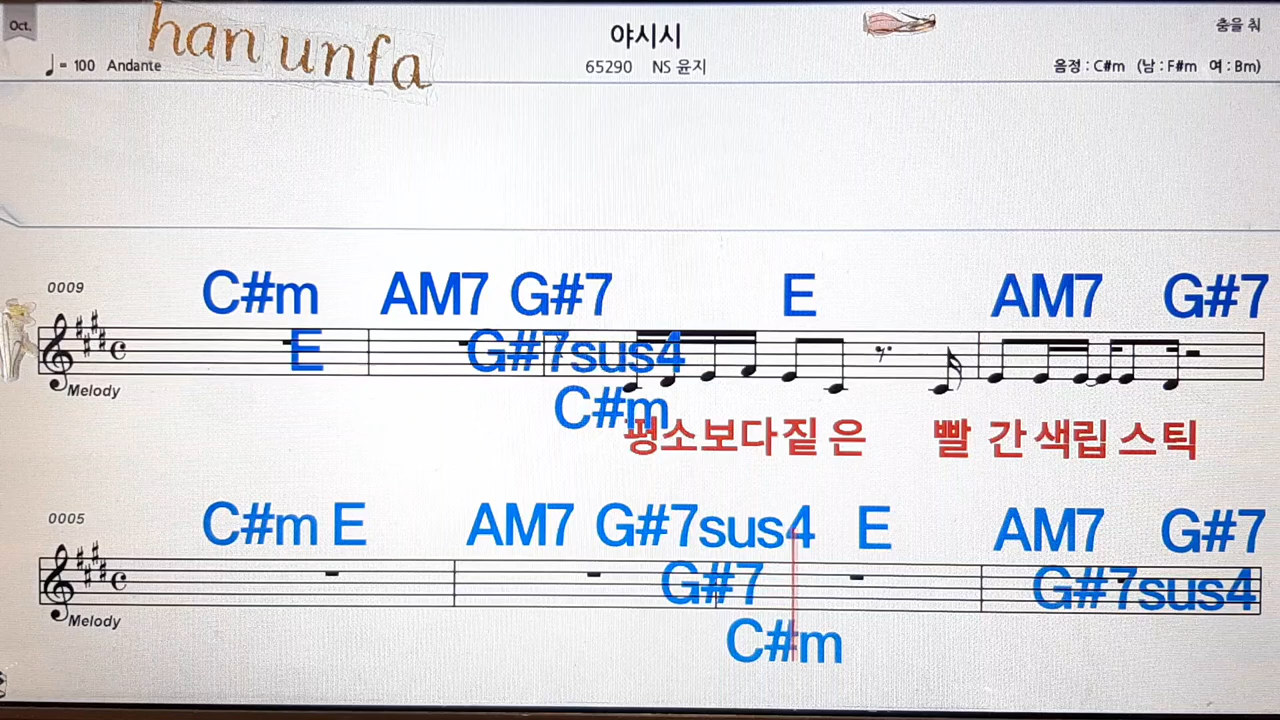 Oct.
han unfa
야시시
춤을 춰
= 100 Andante
65290 NS 윤지
음정 : C#m (남 : F#m 여 : Bm)
0009
C#m AM7 G#7 E AM7 G#7
E G#7sus4
Melody
C#m
평소보다짙은 빨간색립스틱
0005
C#m E AM7 G#7sus4 E AM7 G#7
G#7 G#7sus4
Melody
C#m